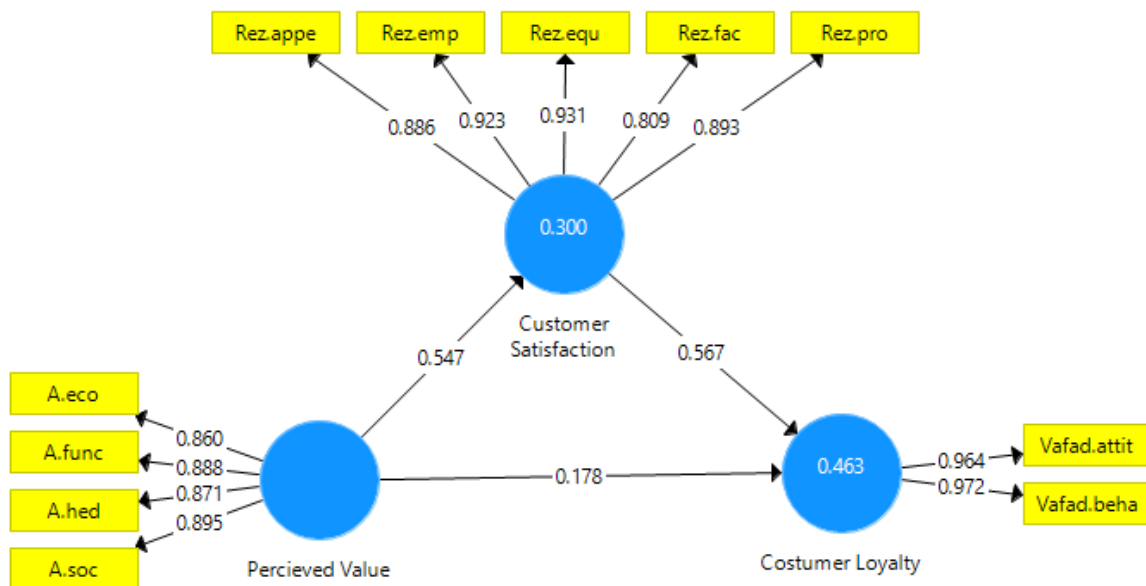 Rez.appe
Rez.emp
Rez.equ
Rez.fac
Rez.pro
0.886
0.923
0.931
0.809
0.893
0.300
Customer
Satisfaction
0.547
0.567
A.eco
A.func
A.hed
A.soc
0.860
0.888
0.871
0.895
Percieved Value
0.178
0.463
Costumer Loyalty
0.964
0.972
Vafad.attit
Vafad.beha